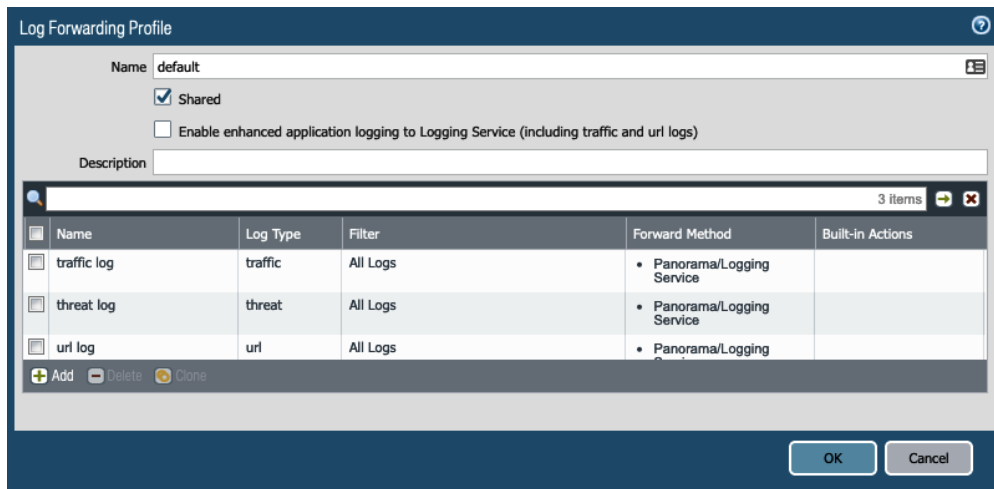 Log Forwarding Profile
Name default
Shared
Enable enhanced application logging to Logging Service (including traffic and url logs)
Description
3 items
Name Log Type Filter Forward Method Built-in Actions
traffic log traffic All Logs • Panorama/Logging
Service
threat log threat All Logs • Panorama/Logging
Service
url log url All Logs • Panorama/Logging
Add Delete Clone
OK Cancel